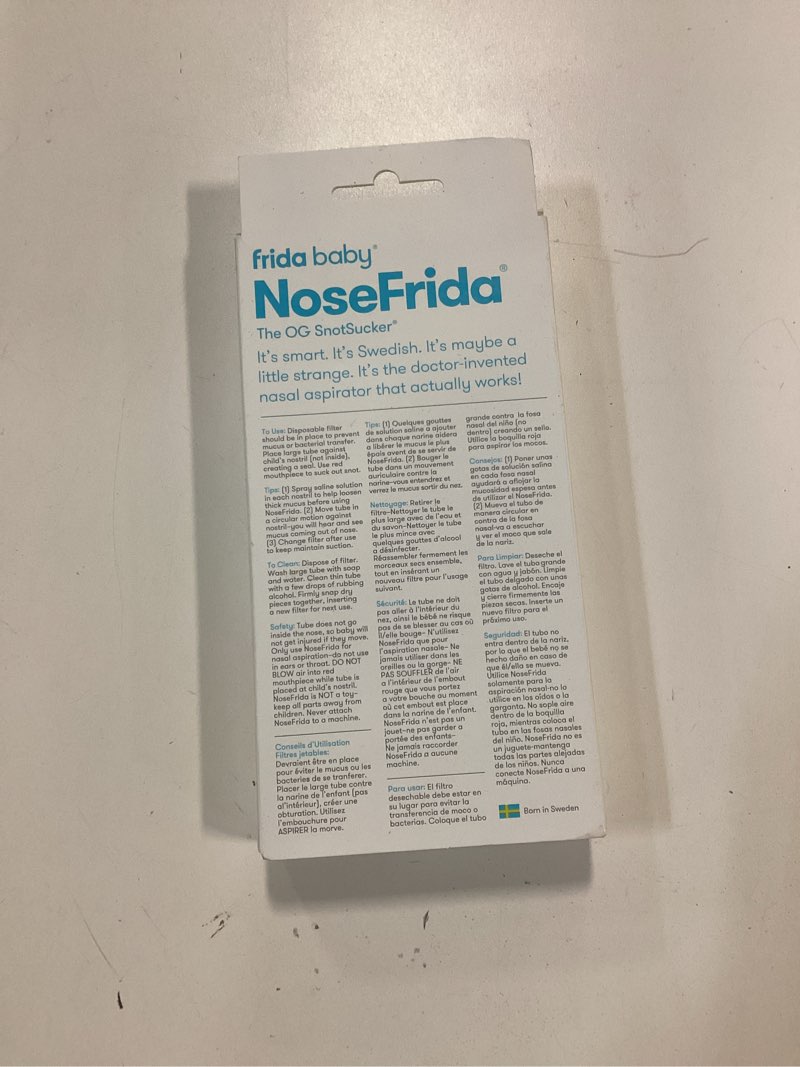 frida baby®
NoseFrida®
The OG SnotSucker®
It's smart. It's Swedish. It's maybe a
little strange. It's the doctor-invented
nasal aspirator that actually works!
To Use: Disposable filter
should be in place to prevent
mucus or bacterial transfer.
Place large tube against
child's nostril (not inside),
creating a seal. Use red
mouthpiece to suck out snot.
Tips: (1) Spray saline solution
in each nostril to help loosen
thick mucus before using
NoseFrida. (2) Move tube in
a circular motion against
nostril-you will hear and see
mucus coming out of nose.
(3) Change filter after use
to keep maintain suction.
To Clean: Dispose of filter.
Wash large tube with soap
and water. Clean thin tube
with a few drops of rubbing
alcohol. Firmly snap dry
pieces together, inserting
a new filter for next use.
Safety: Tube does not go
inside the nose, so baby will
not get injured if they move.
Only use NoseFrida for
nasal aspiration-do not use
in ears or throat. DO NOT
BLOW air into red
mouthpiece while tube is
placed at child's nostril.
NoseFrida is NOT a toy-
keep all parts away from
children. Never attach
NoseFrida to a machine.
Conseils d'Utilisation
Filtres jetables:
Devraient être en place
pour éviter le mucus ou les
bacteries de se tranferer.
Placer le large tube contre
la narine de l'enfant (pas
al'intérieur), créer une
obturation. Utilisez
l'embouchure pour
ASPIRER la morve.
Tips: (1) Quelques gouttes
de solution saline a ajouter
dans chaque narine aidera
a libérer le mucus le plus
épais avent de se servir de
NoseFrida. (2) Bouger le
tube dans un mouvement
auriculaire contre la
narine-vous entendrez et
verrez le mucus sortir du nez.
Nettoyage: Retirer le
filtre-Nettoyer le tube le
plus large avec de l'eau et
du savon-Nettoyer le tube
le plus mince avec
quelques gouttes d'alcool
a désinfecter.
Réassembler fermement les
morceaux secs ensemble,
tout en insérant un
nouveau filtre pour l'usage
suivant.
Sécurité: Le tube ne doit
pas aller à l'intérieur du
nez, ainsi le bébé ne risque
pas de se blesser au cas où
il/elle bouge- N'utilisez
NoseFrida que pour
l'aspiration nasale- Ne
jamais utiliser dans les
oreilles ou la gorge- NE
PAS SOUFFLER de l'air
a l'intérieur de l'embout
rouge que vous portez
a votre bouche au moment
où cet embout est place
dans la narine de l'enfant.
NoseFrida n'est pas un
jouet-ne pas garder a
portée des enfants-
Ne jamais raccorder
NoseFrida a aucune
machine.
Para usar: El filtro
desechable debe estar en
su lugar para evitar la
transferencia de moco o
bacterias. Coloque el tubo
grande contra la fosa
nasal del niño (no
dentro) creando un sello.
Utilice la boquilla roja
para aspirar los mocos.
Consejos: (1) Poner unas
gotas de solución salina
en cada fosa nasal
ayudará a aflojar la
mucosidad espesa antes
de utilizar el NoseFrida.
(2) Mueva el tubo de
manera circular en
contra de la fosa
nasal-va a escuchar
y ver el moco que sale
de la nariz.
Para Limpiar: Deseche el
filtro. Lave el tubo grande
con agua y jabón. Limpie
el tubo delgado con unas
gotas de alcohol. Encaje
y cierre firmemente las
piezas secas. Inserte un
nuevo filtro para el
próximo uso.
Seguridad: El tubo no
entra dentro de la nariz,
por lo que el bebé no se
hecha daño en caso de
que él/ella se mueva.
Utilice NoseFrida
solamente para la
aspiración nasal-no lo
utilice en los oídos o la
garganta. No sople aire
dentro de la boquilla
roja, mientras coloca el
tubo en las fosas nasales
del niño. NoseFrida no es
un juguete-mantenga
todas las partes alejadas
de los niños. Nunca
conecte NoseFrida a una
máquina.
Born in Sweden